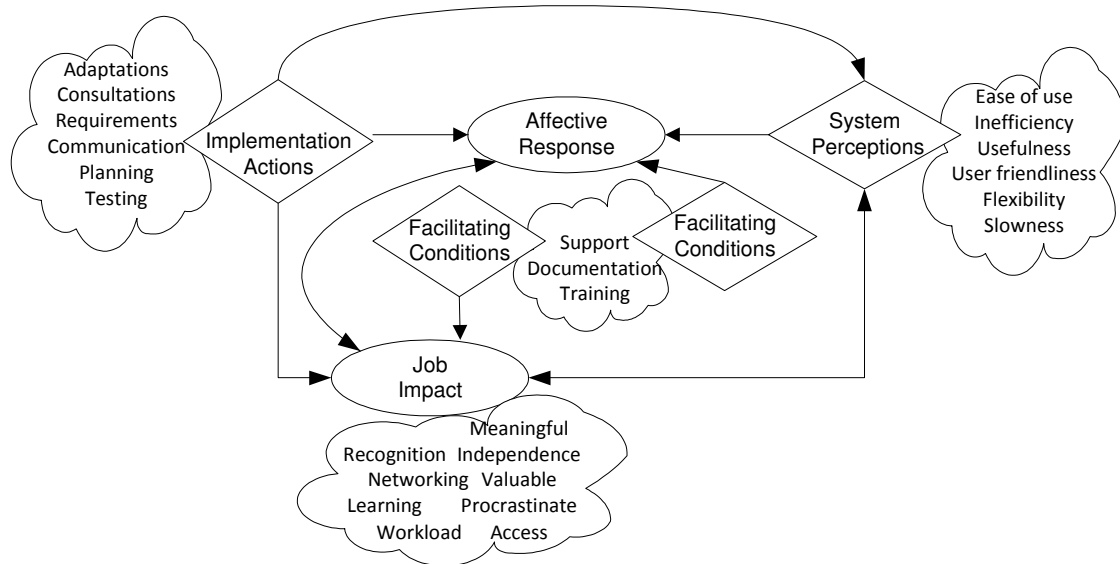 Adaptations
Consultations
Requirements
Communication
Planning
Testing
Implementation
Actions
Affective
Response
System
Perceptions
Ease of use
Inefficiency
Usefulness
User friendliness
Flexibility
Slowness
Facilitating
Conditions
Support
Documentation
Training
Facilitating
Conditions
Job
Impact
Meaningful
Recognition Independence
Networking Valuable
Learning Procrastinate
Workload Access